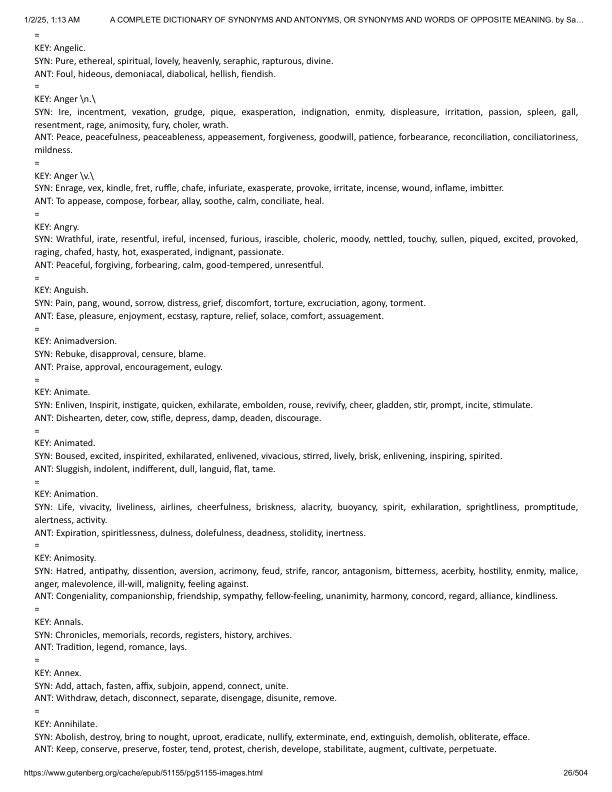 1/2/25, 1:13 AM A COMPLETE DICTIONARY OF SYNONYMS AND ANTONYMS, OR SYNONYMS AND WORDS OF OPPOSITE MEANING. by Sa…
=
KEY: Angelic.
SYN: Pure, ethereal, spiritual, lovely, heavenly, seraphic, rapturous, divine.
ANT: Foul, hideous, demoniacal, diabolical, hellish, fiendish.
=
KEY: Anger \n.\
SYN: Ire, incentment, vexation, grudge, pique, exasperation, indignation, enmity, displeasure, irritation, passion, spleen, gall,
resentment, rage, animosity, fury, choler, wrath.
ANT: Peace, peacefulness, peaceableness, appeasement, forgiveness, goodwill, patience, forbearance, reconciliation, conciliatoriness,
mildness.
=
KEY: Anger \v.\
SYN: Enrage, vex, kindle, fret, ruffle, chafe, infuriate, exasperate, provoke, irritate, incense, wound, inflame, imbitter.
ANT: To appease, compose, forbear, allay, soothe, calm, conciliate, heal.
=
KEY: Angry.
SYN: Wrathful, irate, resentful, ireful, incensed, furious, irascible, choleric, moody, nettled, touchy, sullen, piqued, excited, provoked,
raging, chafed, hasty, hot, exasperated, indignant, passionate.
ANT: Peaceful, forgiving, forbearing, calm, good-tempered, unresentful.
=
KEY: Anguish.
SYN: Pain, pang, wound, sorrow, distress, grief, discomfort, torture, excruciation, agony, torment.
ANT: Ease, pleasure, enjoyment, ecstasy, rapture, relief, solace, comfort, assuagement.
=
KEY: Animadversion.
SYN: Rebuke, disapproval, censure, blame.
ANT: Praise, approval, encouragement, eulogy.
=
KEY: Animate.
SYN: Enliven, Inspirit, instigate, quicken, exhilarate, embolden, rouse, revivify, cheer, gladden, stir, prompt, incite, stimulate.
ANT: Dishearten, deter, cow, stifle, depress, damp, deaden, discourage.
=
KEY: Animated.
SYN: Boused, excited, inspirited, exhilarated, enlivened, vivacious, stirred, lively, brisk, enlivening, inspiring, spirited.
ANT: Sluggish, indolent, indifferent, dull, languid, flat, tame.
=
KEY: Animation.
SYN: Life, vivacity, liveliness, airlines, cheerfulness, briskness, alacrity, buoyancy, spirit, exhilaration, sprightliness, promptitude,
alertness, activity.
ANT: Expiration, spiritlessness, dulness, dolefulness, deadness, stolidity, inertness.
=
KEY: Animosity.
SYN: Hatred, antipathy, dissention, aversion, acrimony, feud, strife, rancor, antagonism, bitterness, acerbity, hostility, enmity, malice,
anger, malevolence, ill-will, malignity, feeling against.
ANT: Congeniality, companionship, friendship, sympathy, fellow-feeling, unanimity, harmony, concord, regard, alliance, kindliness.
=
KEY: Annals.
SYN: Chronicles, memorials, records, registers, history, archives.
ANT: Tradition, legend, romance, lays.
=
KEY: Annex.
SYN: Add, attach, fasten, affix, subjoin, append, connect, unite.
ANT: Withdraw, detach, disconnect, separate, disengage, disunite, remove.
=
KEY: Annihilate.
SYN: Abolish, destroy, bring to nought, uproot, eradicate, nullify, exterminate, end, extinguish, demolish, obliterate, efface.
ANT: Keep, conserve, preserve, foster, tend, protest, cherish, develope, stabilitate, augment, cultivate, perpetuate.
https://www.gutenberg.org/cache/epub/51155/pg51155-images.html 26/504